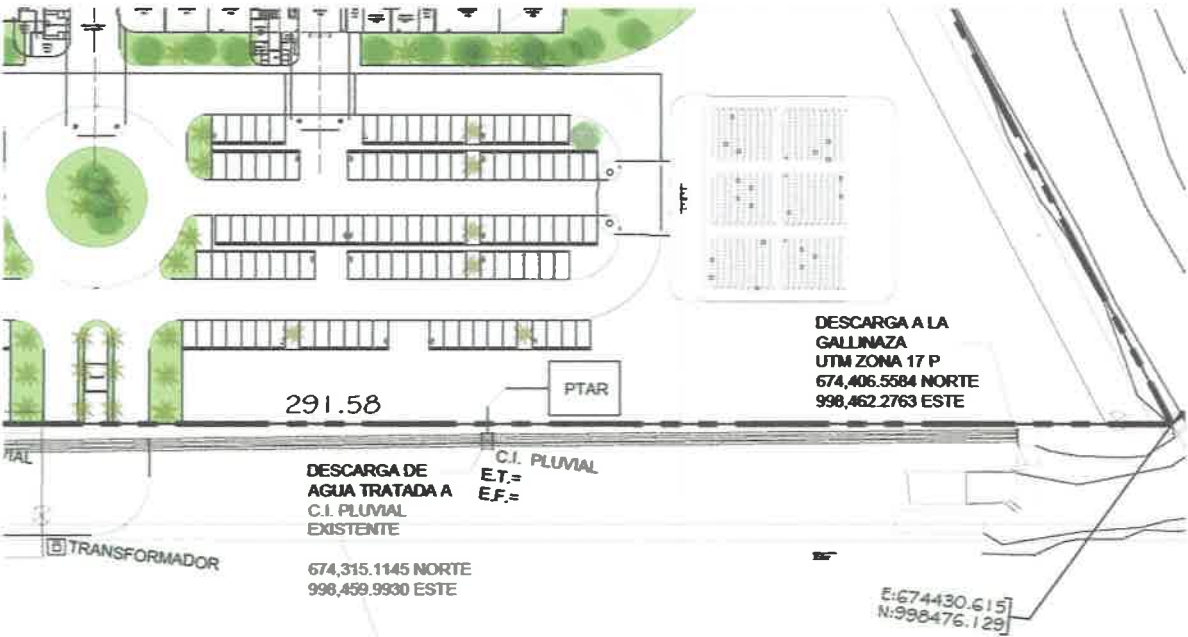 DESCARGA A LA
GALLINAZA
UTM ZONA 17 P
674,406.5584 NORTE
998,462.2763 ESTE
PTAR
291.58
C.I. PLUVIAL
E.T.=
E.F.=
DESCARGA DE
AGUA TRATADA A
C.I. PLUVIAL
EXISTENTE
674,315.1145 NORTE
998,459.9930 ESTE
TRANSFORMADOR
E:674430.615
N:998476.129